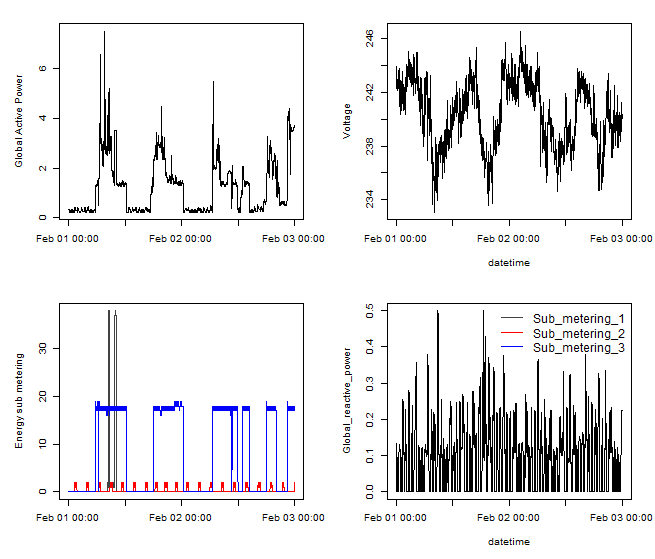 Global Active Power
0 2 4 6
Feb 01 00:00 Feb 02 00:00 Feb 03 00:00
Voltage
234 238 242 246
Feb 01 00:00 Feb 02 00:00 Feb 03 00:00
datetime
Energy sub metering
0 10 20 30
Feb 01 00:00 Feb 02 00:00 Feb 03 00:00
Global_reactive_power
0.0 0.1 0.2 0.3 0.4 0.5
Sub_metering_1
Sub_metering_2
Sub_metering_3
Feb 01 00:00 Feb 02 00:00 Feb 03 00:00
datetime